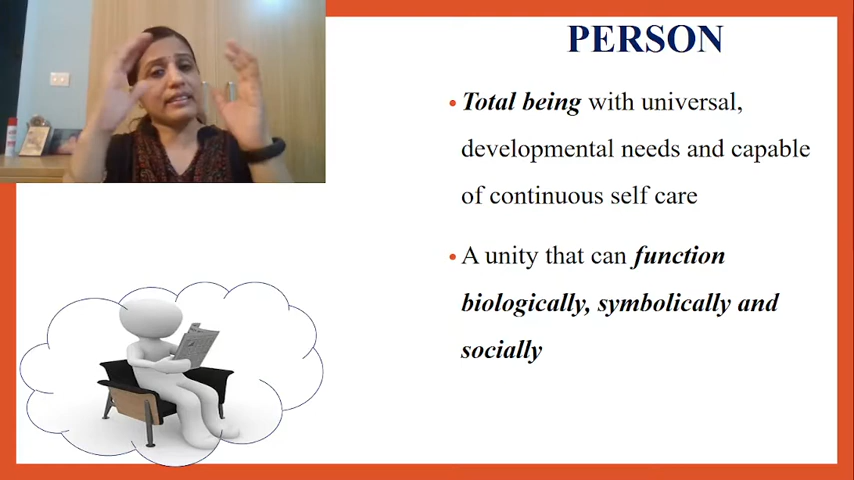 PERSON
• Total being with universal,
developmental needs and capable
of continuous self care
• A unity that can function
biologically, symbolically and
socially